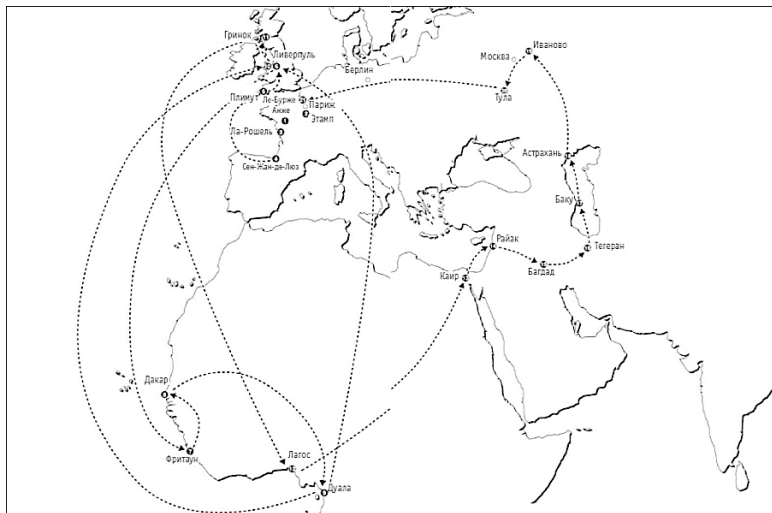 Гринок
Иваново
Москва
Ливерпуль
Берлин
Плимут
Ле-Бурже
Тула
Анже
Париж
Этамп
Ла-Рошель
Сен-Жан-де-Люз
Астрахань
Баку
Райак
Тегеран
Каир
Багдад
Дакар
Фритаун
Лагос
Дуала